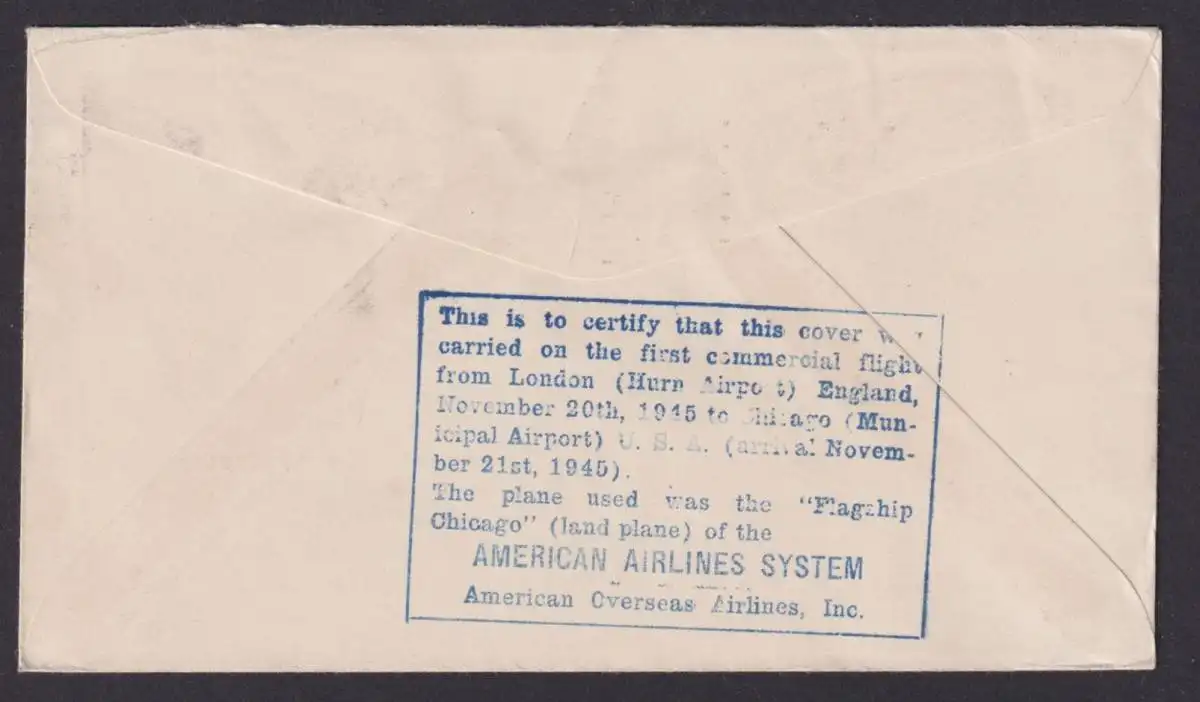 This is to certify that this cover was
carried on the first commercial flight
from London (Hurn Airport) England,
November 20th, 1945 to Chicago (Mun-
icipal Airport) U. S. A. (arrival Novem-
ber 21st, 1945).
The plane used was the "Flagship
Chicago" (land plane) of the
AMERICAN AIRLINES SYSTEM
American Overseas Airlines, Inc.